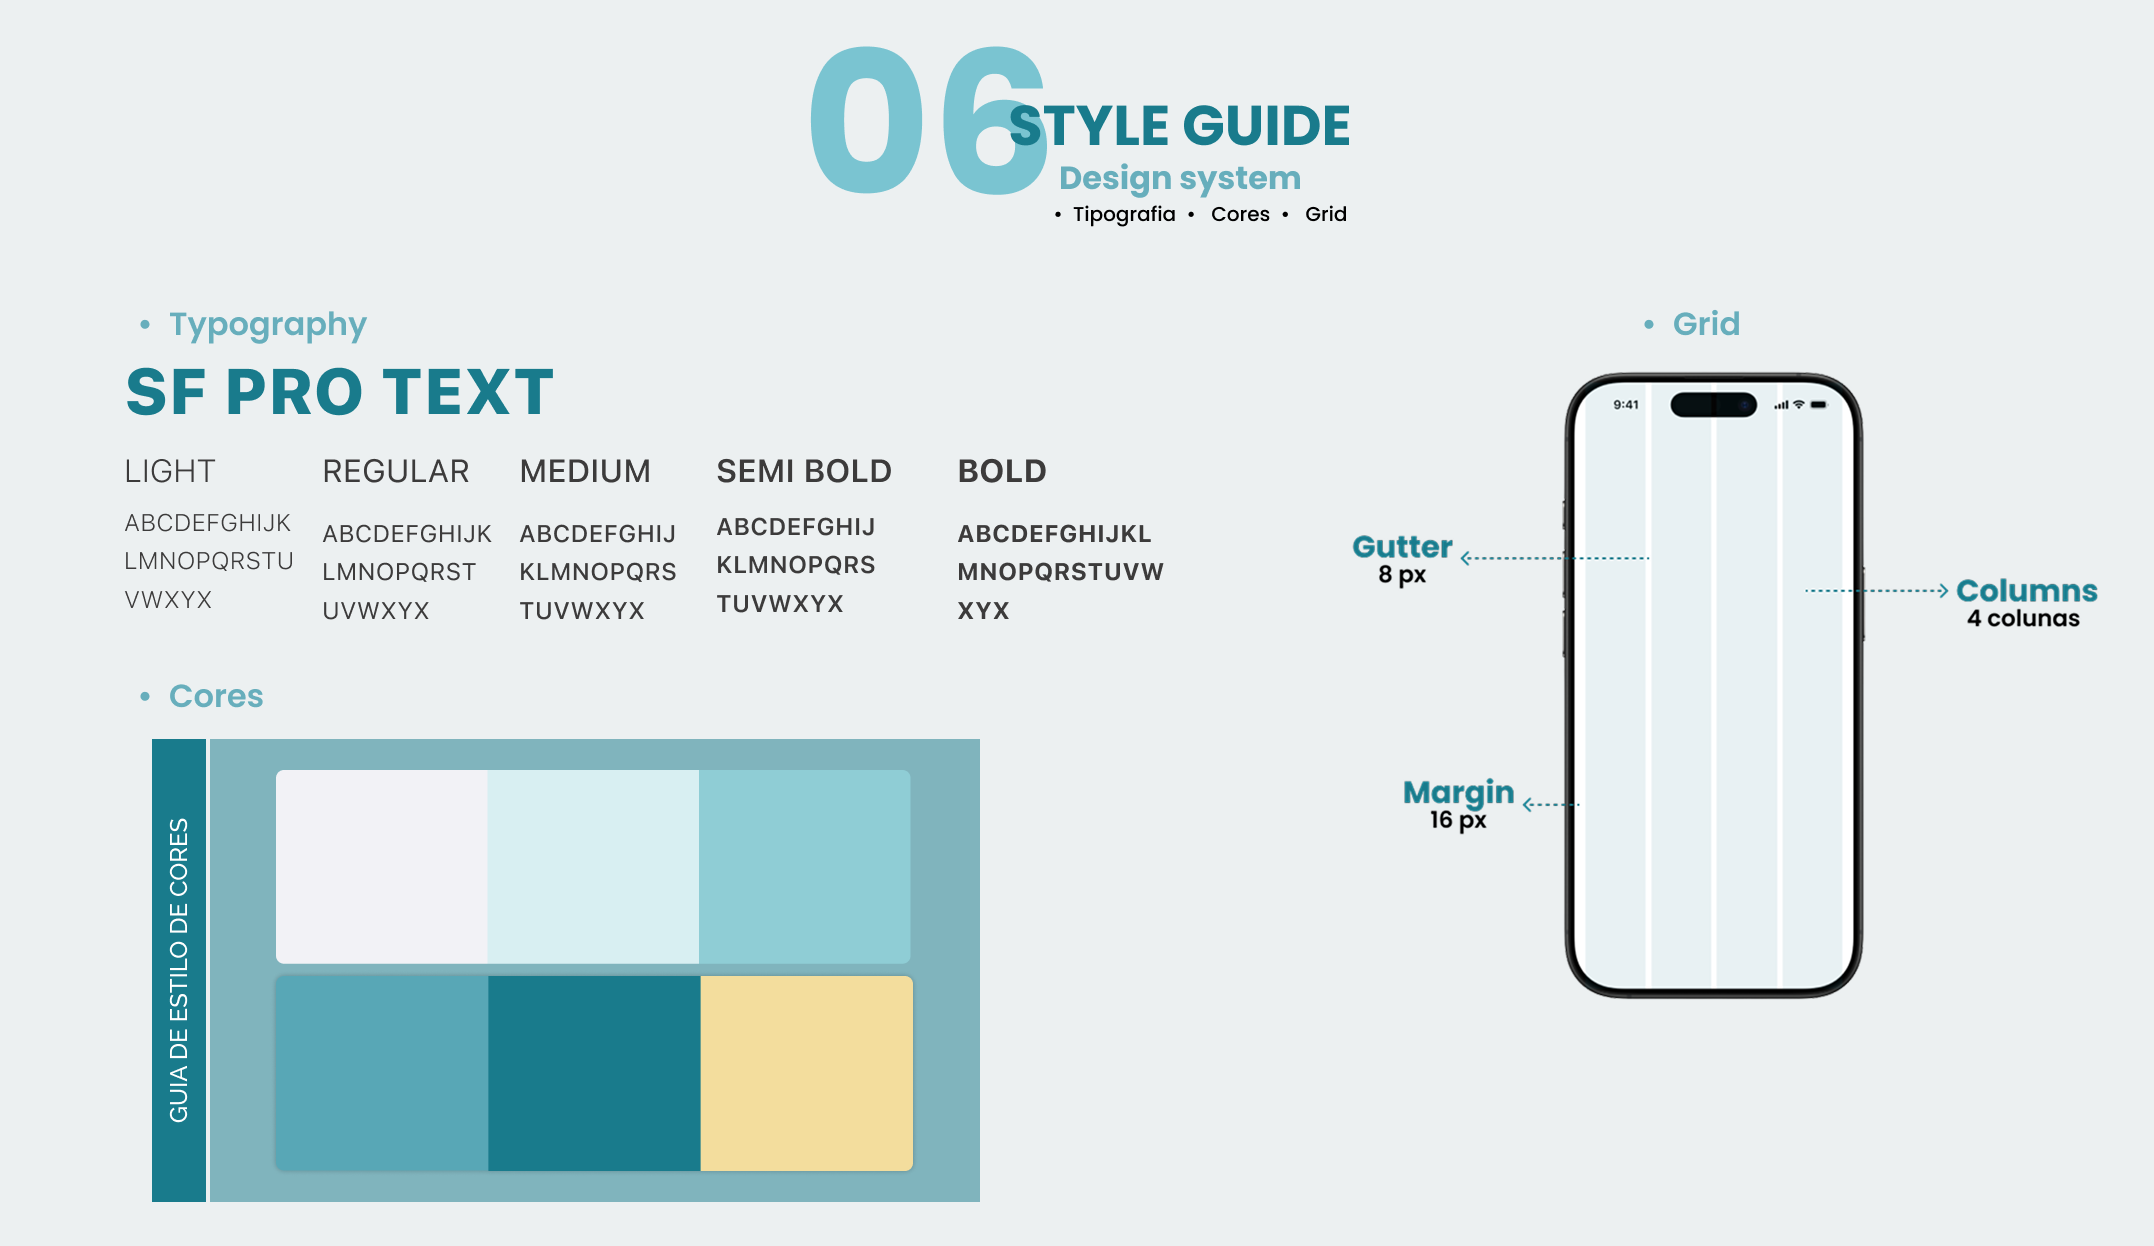 06
STYLE GUIDE
Design system
• Tipografia • Cores • Grid
• Typography
SF PRO TEXT
LIGHT
ABCDEFGHIJK
LMNOPQRSTU
VWXYX
REGULAR
ABCDEFGHIJK
LMNOPQRST
UVWXYX
MEDIUM
ABCDEFGHIJ
KLMNOPQRS
TUVWXYX
SEMI BOLD
ABCDEFGHIJ
KLMNOPQRS
TUVWXYX
BOLD
ABCDEFGHIJKL
MNOPQRSTUVW
XYX
• Cores
GUIA DE ESTILO DE CORES
• Grid
9:41
Gutter
8 px
Columns
4 colunas
Margin
16 px